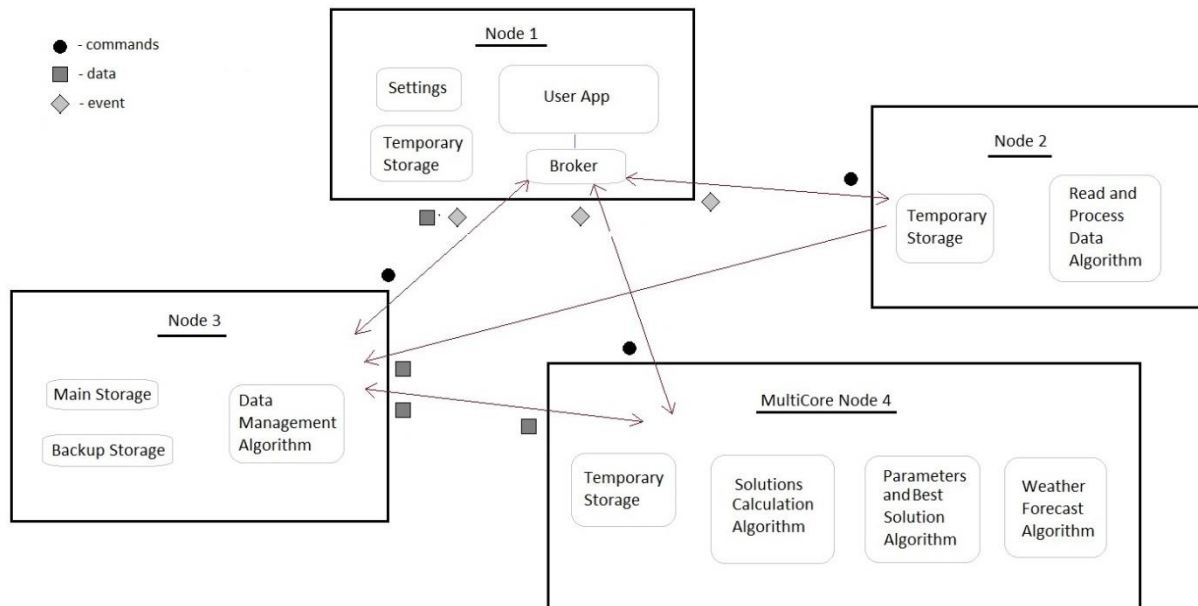 - commands
- data
- event
Node 1
Settings
User App
Temporary
Storage
Broker
Node 2
Temporary
Storage
Read and
Process
Data
Algorithm
Node 3
Main Storage
Backup Storage
Data
Management
Algorithm
MultiCore Node 4
Temporary
Storage
Solutions
Calculation
Algorithm
Parameters
and Best
Solution
Algorithm
Weather
Forecast
Algorithm